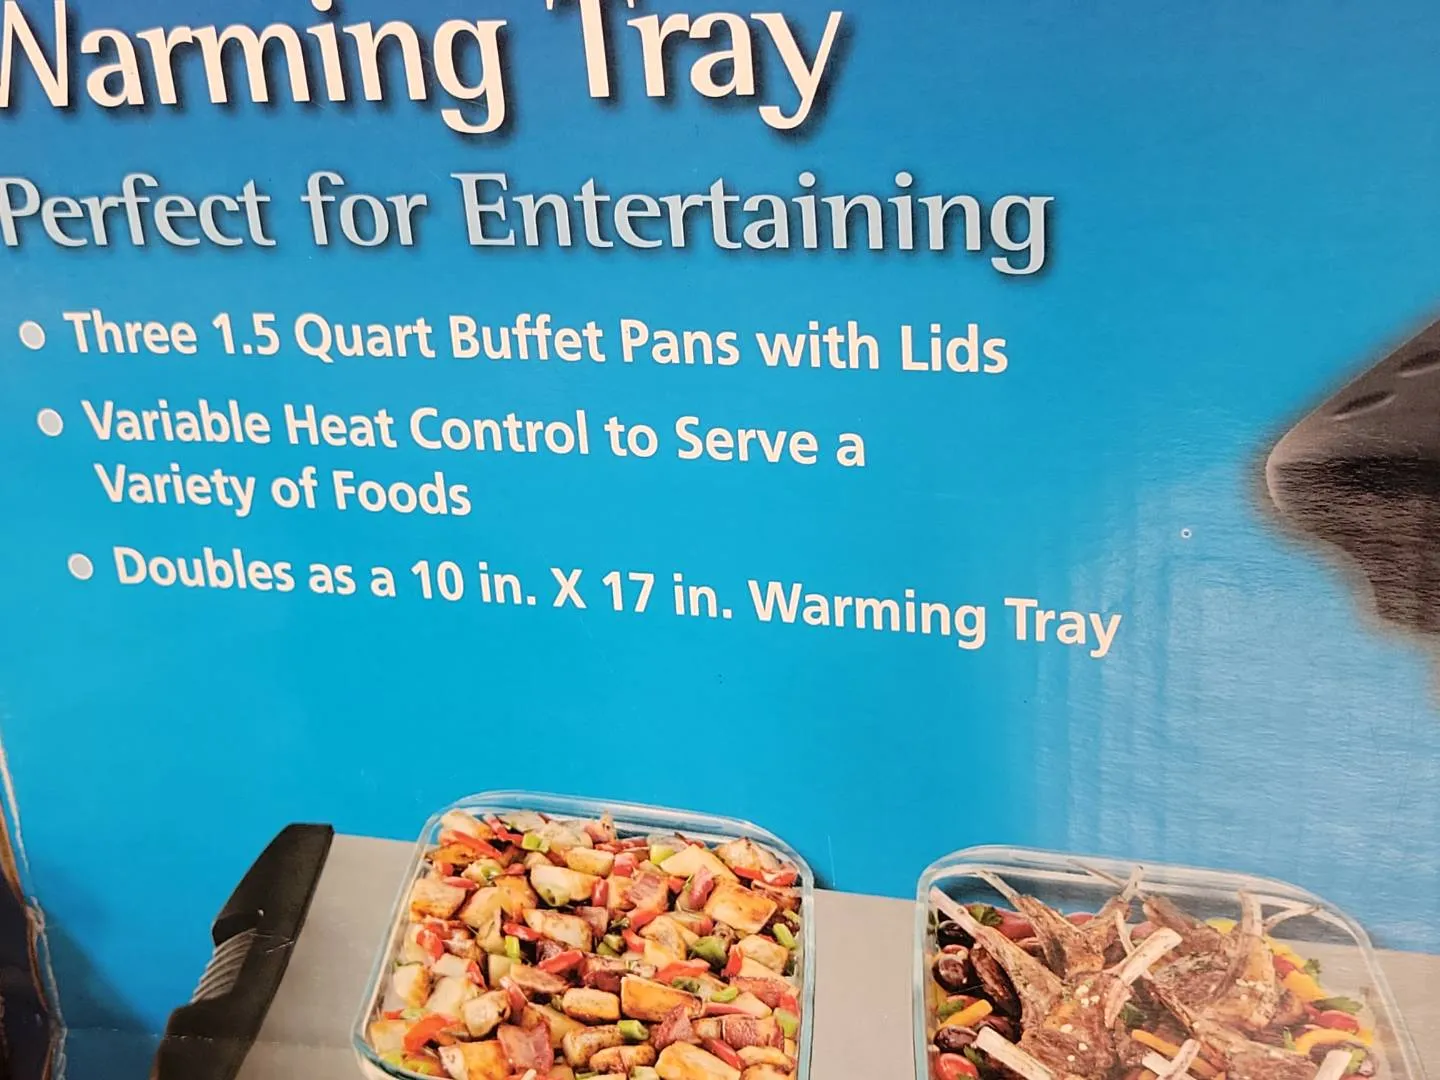 Warming Tray
Perfect for Entertaining
• Three 1.5 Quart Buffet Pans with Lids
• Variable Heat Control to Serve a
Variety of Foods
• Doubles as a 10 in. X 17 in. Warming Tray